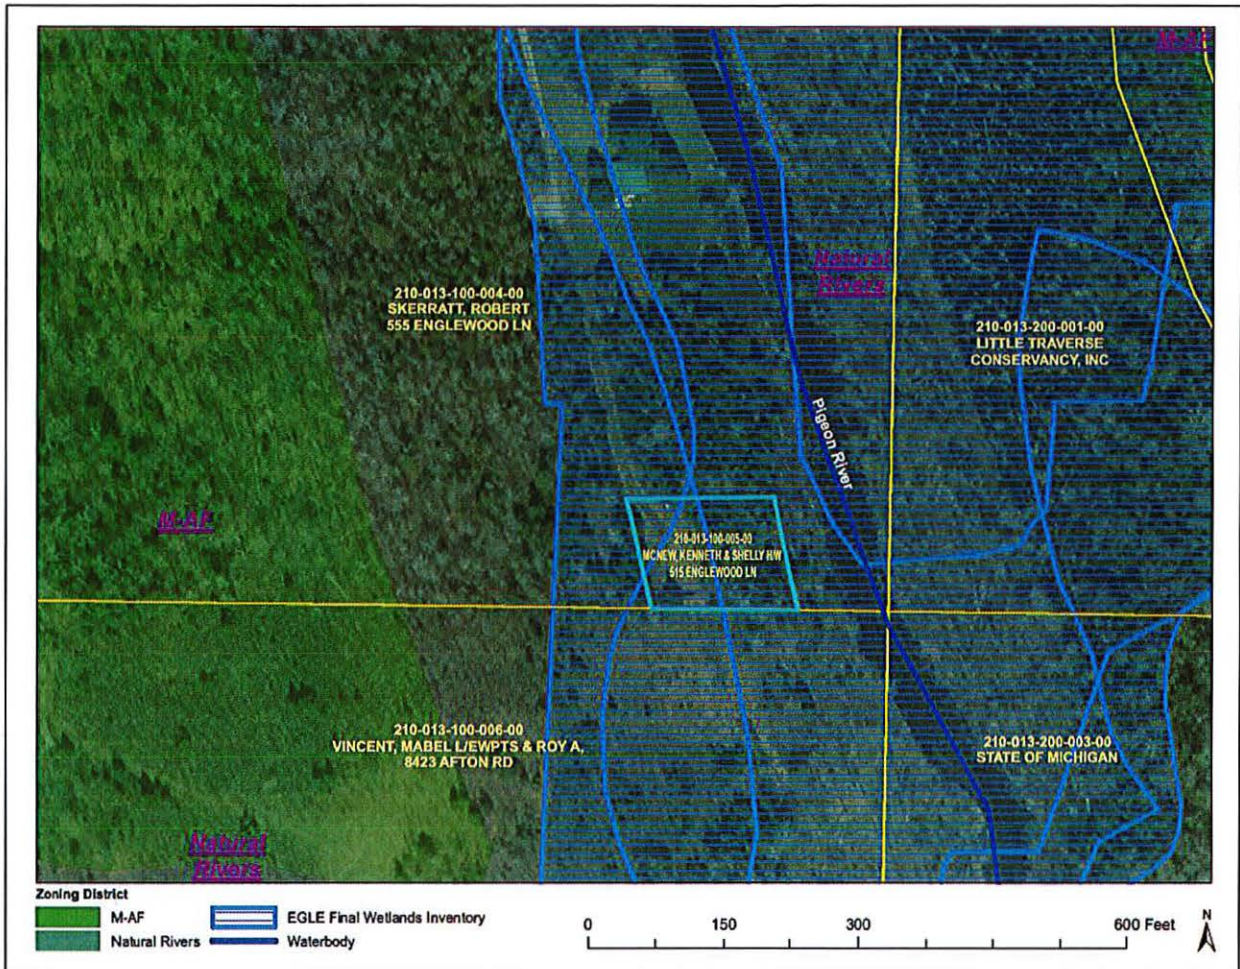 M-AF
Natural
Rivers
210-013-100-004-00
SKERRATT, ROBERT
555 ENGLEWOOD LN
210-013-200-001-00
LITTLE TRAVERSE
CONSERVANCY, INC
Pigeon River
M-AF
210-013-100-005-00
MCNEW, KENNETH & SHELLY H/W
515 ENGLEWOOD LN
210-013-100-006-00
VINCENT, MABEL L/EWPTS & ROY A,
8423 AFTON RD
210-013-200-003-00
STATE OF MICHIGAN
Natural
Rivers
Zoning District
M-AF
EGLE Final Wetlands Inventory
Natural Rivers
Waterbody
0 150 300 600 Feet
N